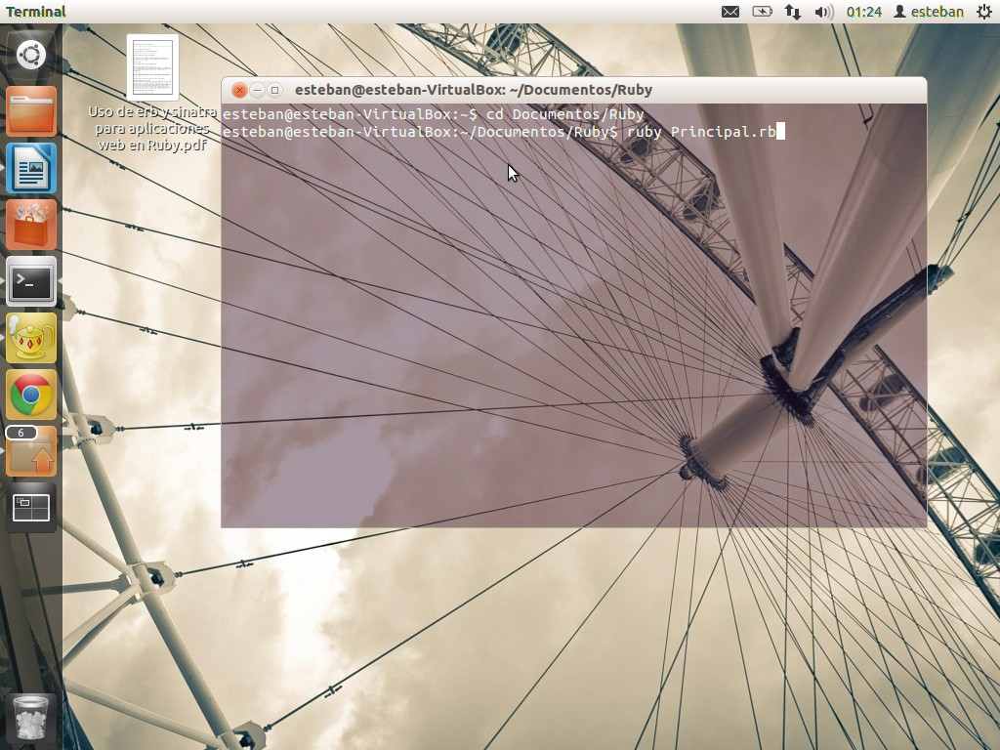 Terminal
01:24
esteban
Uso de erb y sinatra
para aplicaciones
web en Ruby.pdf
esteban@esteban-VirtualBox: ~/Documentos/Ruby
esteban@esteban-VirtualBox:~$ cd Documentos/Ruby
esteban@esteban-VirtualBox:~/Documentos/Ruby$ ruby Principal.rb
>_
6